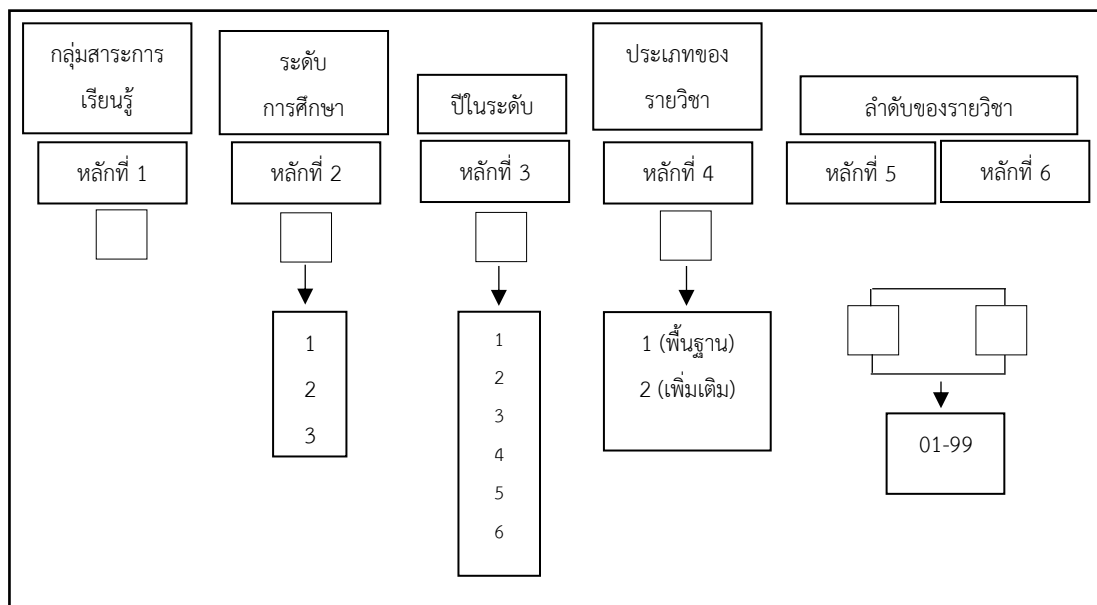 กลุ่มสาระการ
เรียนรู้
ระดับ
การศึกษา
ปีในระดับ
ประเภทของ
รายวิชา
ลำดับของรายวิชา
หลักที่ 1
หลักที่ 2
หลักที่ 3
หลักที่ 4
หลักที่ 5
หลักที่ 6
1
2
3
1
2
3
4
5
6
1 (พื้นฐาน)
2 (เพิ่มเติม)
01-99